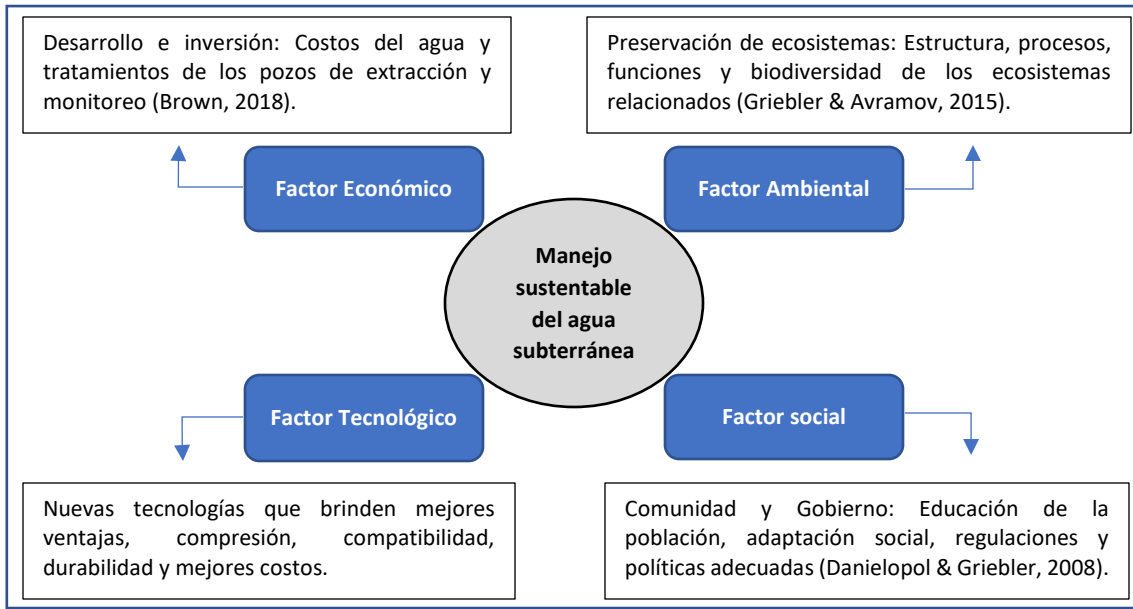 Desarrollo e inversión: Costos del agua y
tratamientos de los pozos de extracción y
monitoreo (Brown, 2018).
Preservación de ecosistemas: Estructura, procesos,
funciones y biodiversidad de los ecosistemas
relacionados (Griebler & Avramov, 2015).
Factor Económico
Factor Ambiental
Manejo
sustentable
del agua
subterránea
Factor Tecnológico
Factor social
Nuevas tecnologías que brinden mejores
ventajas, compresión, compatibilidad,
durabilidad y mejores costos.
Comunidad y Gobierno: Educación de la
población, adaptación social, regulaciones y
políticas adecuadas (Danielopol & Griebler, 2008).